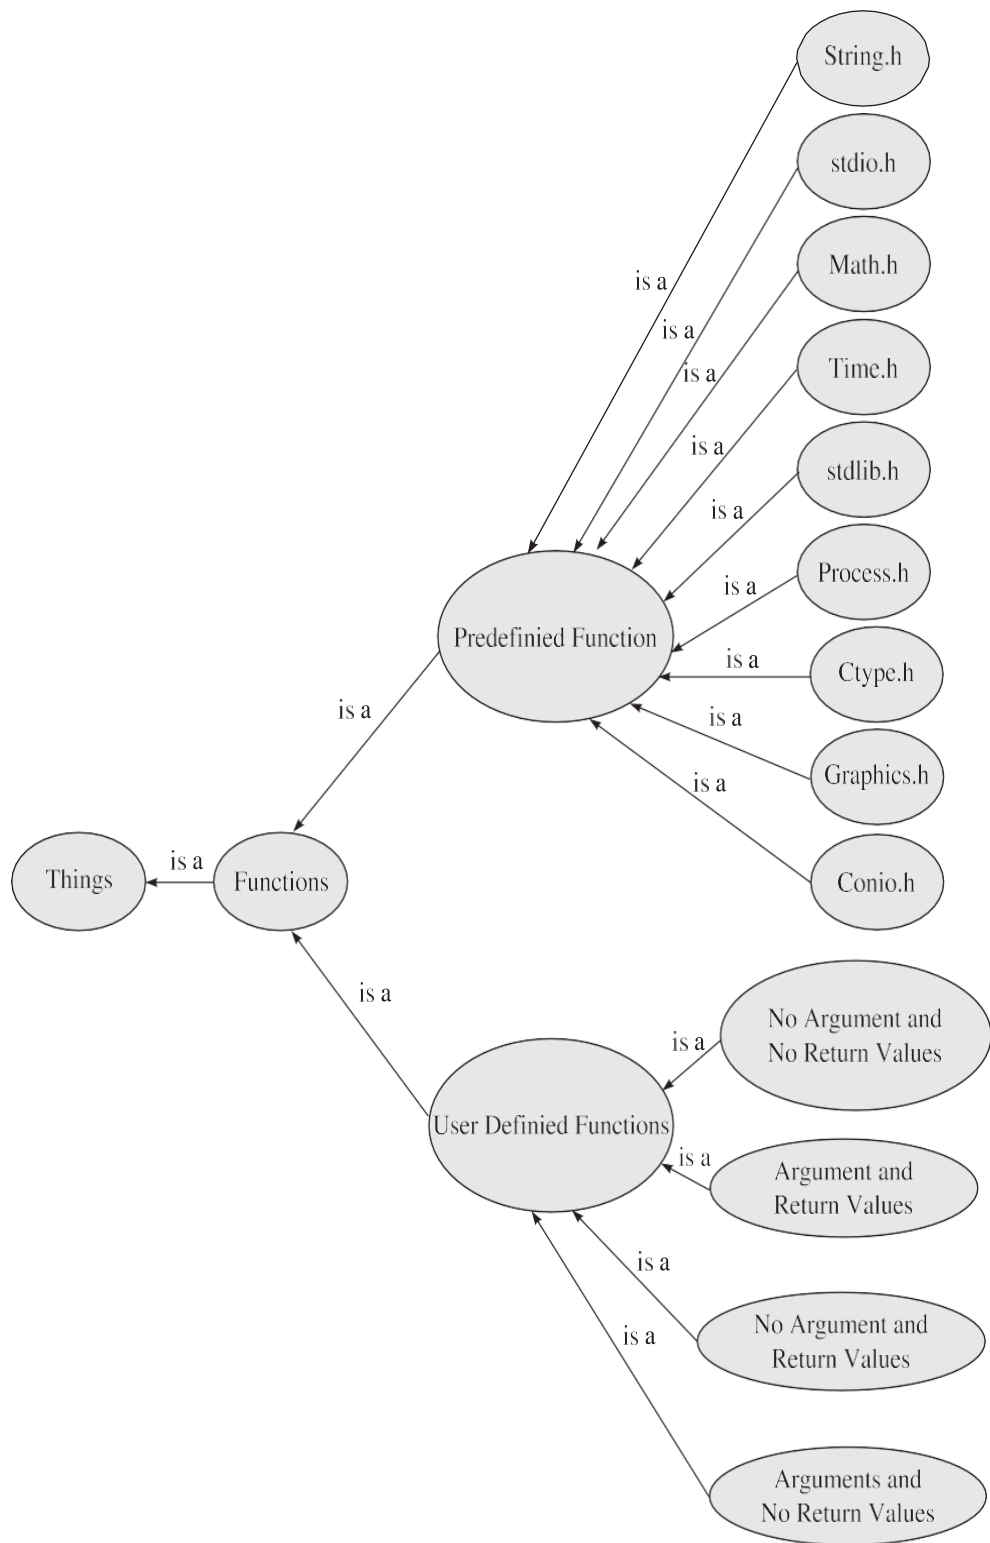 String.h
stdio.h
Math.h
is a
is a
Time.h
is a
is a
stdlib.h
is a
Process.h
is a
Predefinied Function
is a
Ctype.h
is a
is a
Graphics.h
is a
Things
is a
Functions
Conio.h
is a
No Argument and
No Return Values
is a
User Definied Functions
is a
Argument and
Return Values
is a
No Argument and
Return Values
is a
Arguments and
No Return Values